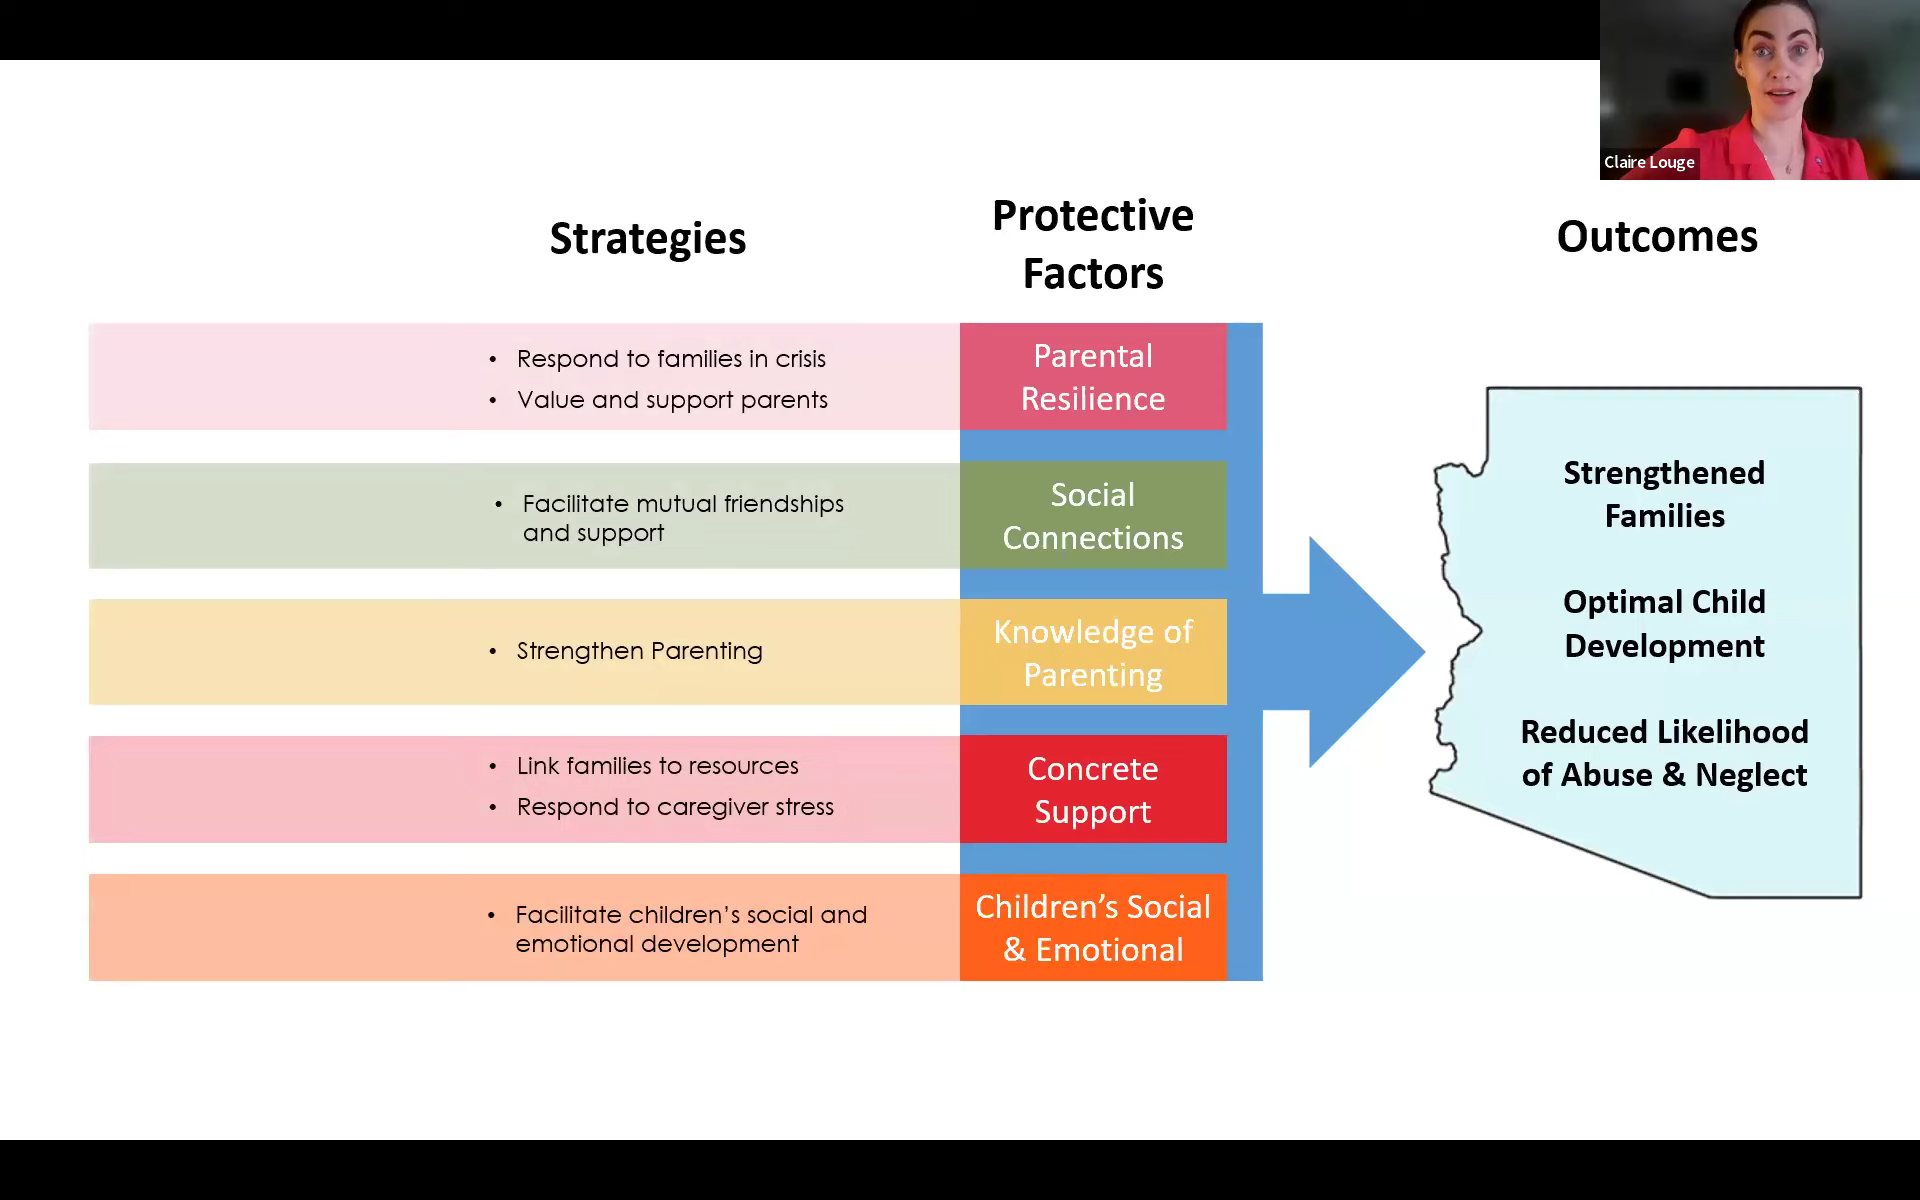 Claire Louge
Strategies
Protective
Factors
Outcomes
• Respond to families in crisis
• Value and support parents
Parental
Resilience
• Facilitate mutual friendships
and support
Social
Connections
• Strengthen Parenting
Knowledge of
Parenting
• Link families to resources
• Respond to caregiver stress
Concrete
Support
• Facilitate children’s social and
emotional development
Children’s Social
& Emotional
Strengthened
Families
Optimal Child
Development
Reduced Likelihood
of Abuse & Neglect